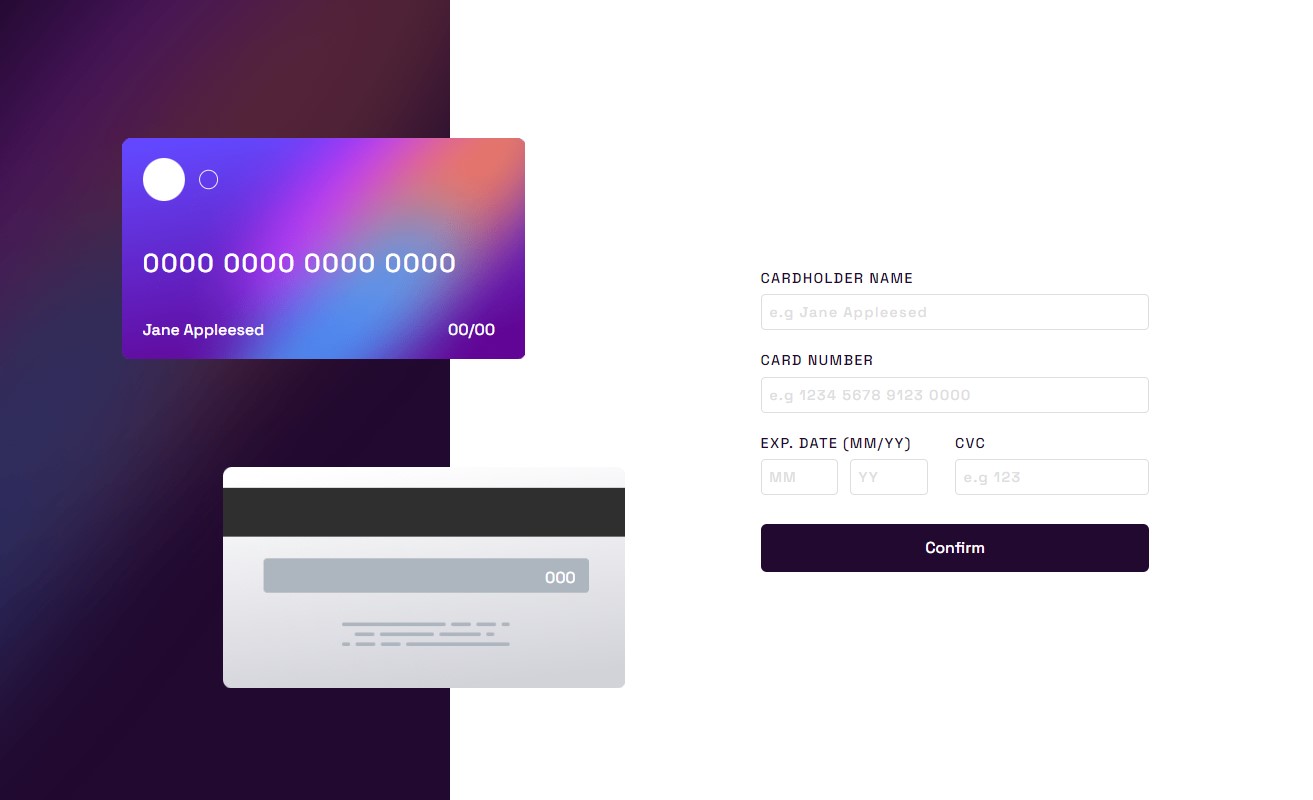 0000 0000 0000 0000
Jane Appleesed 00/00
000
CARDHOLDER NAME
e.g Jane Appleesed
CARD NUMBER
e.g 1234 5678 9123 0000
EXP. DATE (MM/YY) CVC
MM YY e.g 123
Confirm